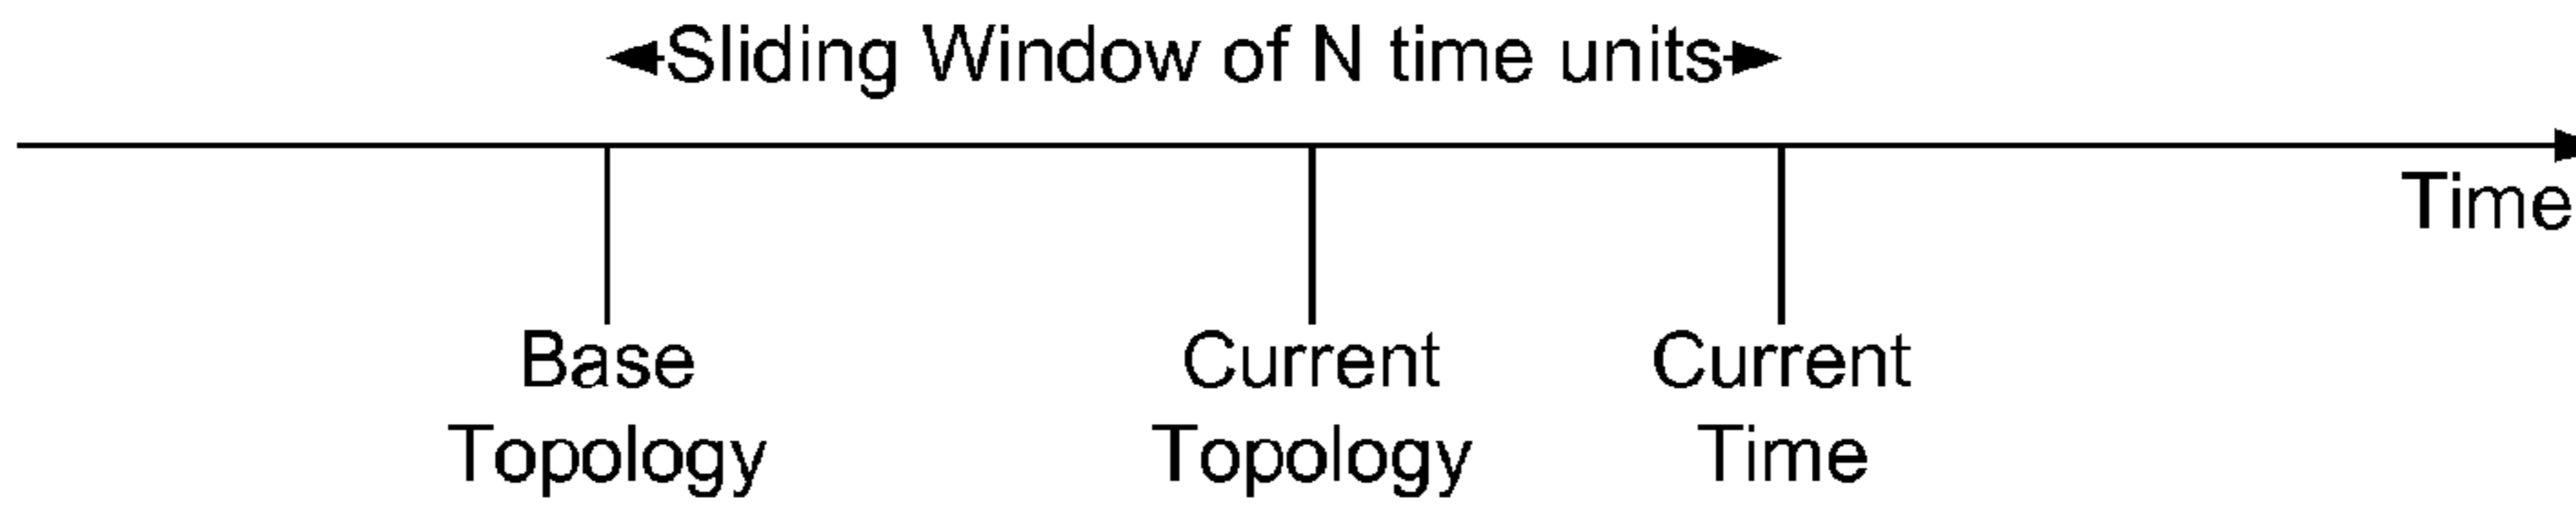 Sliding Window of N time units
Time
Base
Topology
Current
Topology
Current
Time